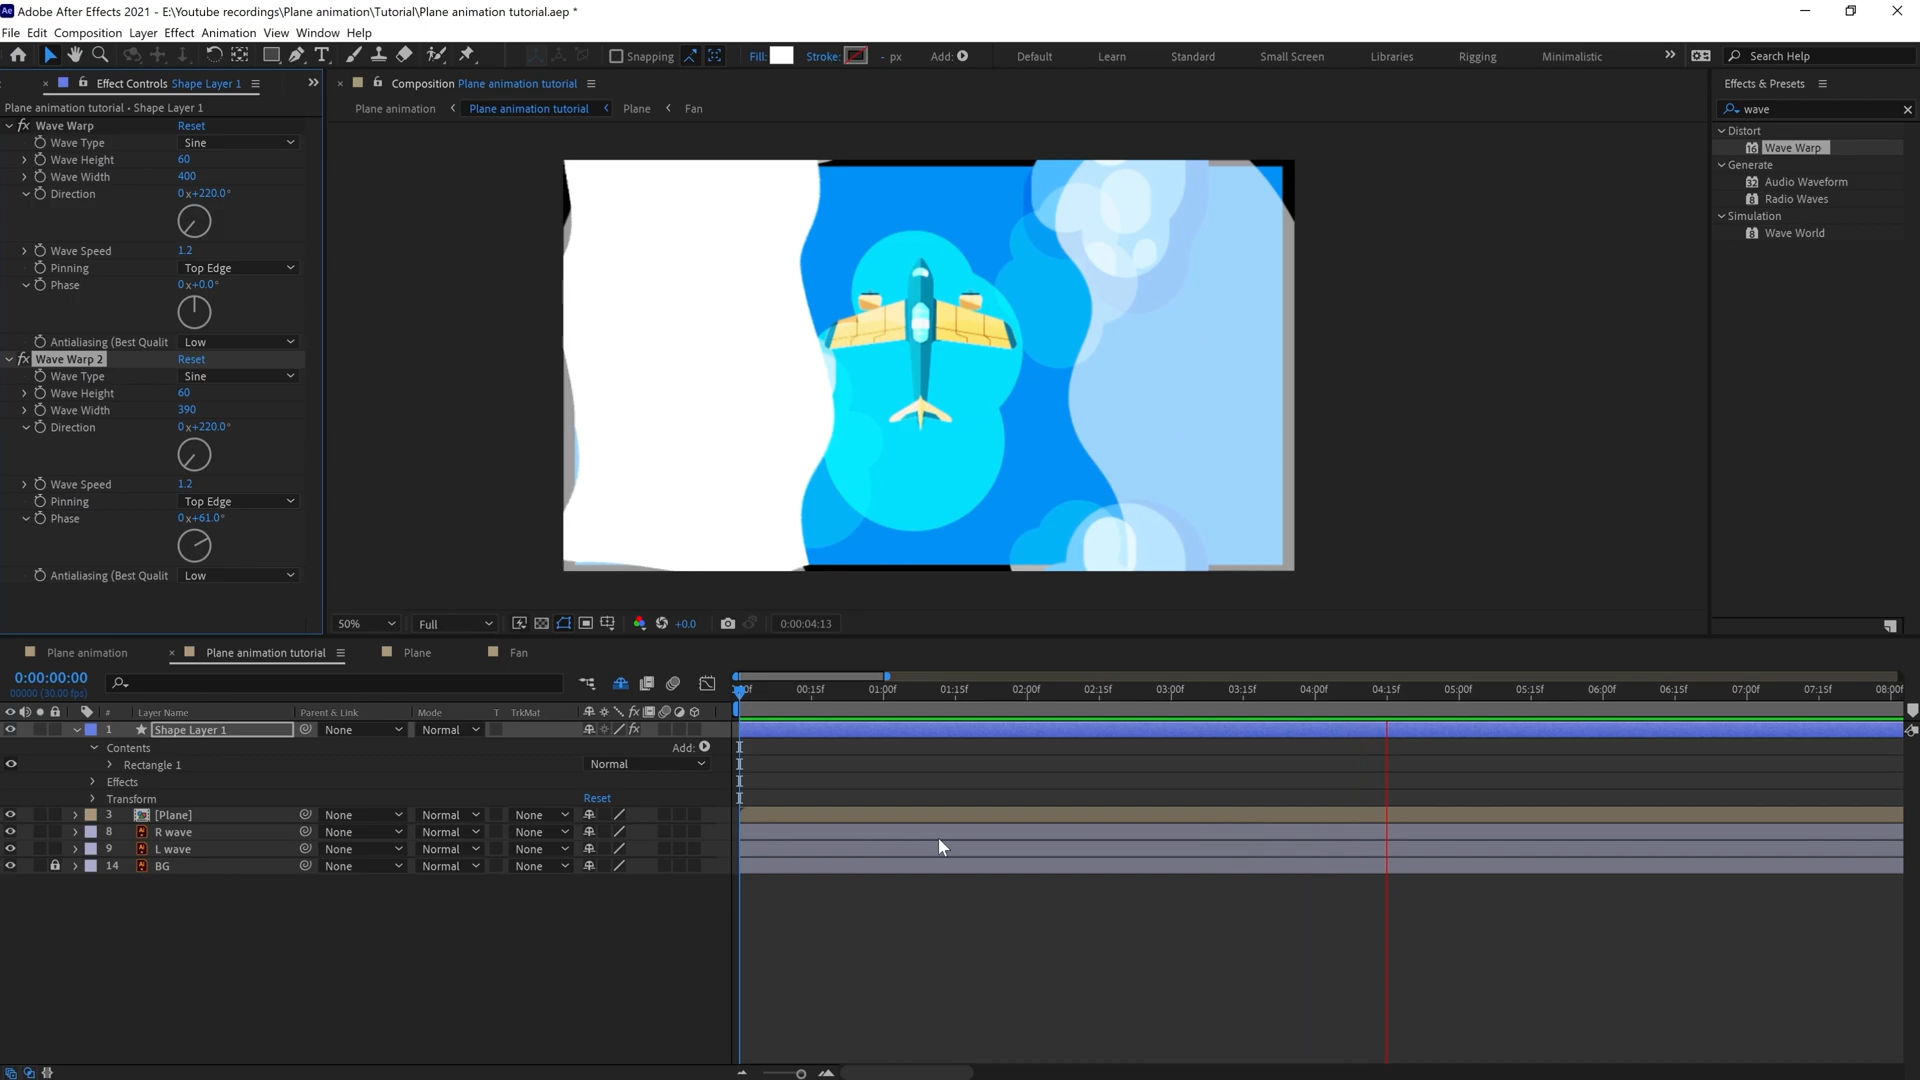 Adobe After Effects 2021 - E:\Youtube recordings\Plane animation\Tutorial\Plane animation tutorial.aep *
File Edit Composition Layer Effect Animation View Window Help
Snapping Fill: Stroke: - px Add: Default Learn Standard Small Screen Libraries Rigging Minimalistic Search Help
Effect Controls Shape Layer 1
Plane animation tutorial • Shape Layer 1
fx Wave Warp Reset
Wave Type Sine
Wave Height 60
Wave Width 400
Direction 0x+220.0°
Wave Speed 1.2
Pinning Top Edge
Phase 0x+0.0°
Antialiasing (Best Qualit Low
fx Wave Warp 2 Reset
Wave Type Sine
Wave Height 60
Wave Width 390
Direction 0x+220.0°
Wave Speed 1.2
Pinning Top Edge
Phase 0x+61.0°
Antialiasing (Best Qualit Low
Composition Plane animation tutorial
Plane animation Plane animation tutorial Plane Fan
50% Full +0.0 0:00:04:13
Effects & Presets
wave
Distort
Wave Warp
Generate
Audio Waveform
Radio Waves
Simulation
Wave World
Plane animation Plane animation tutorial Plane Fan
0:00:00:00
00000 (30.00 fps)
00:15f 01:00f 01:15f 02:00f 02:15f 03:00f 03:15f 04:00f 04:15f 05:00f 05:15f 06:00f 06:15f 07:00f 07:15f 08:00f
# Layer Name Parent & Link Mode T TrkMat
1 Shape Layer 1 None Normal
Contents Add:
Rectangle 1 Normal
Effects
Transform Reset
3 [Plane] None Normal None
8 R wave None Normal None
9 L wave None Normal None
14 BG None Normal None